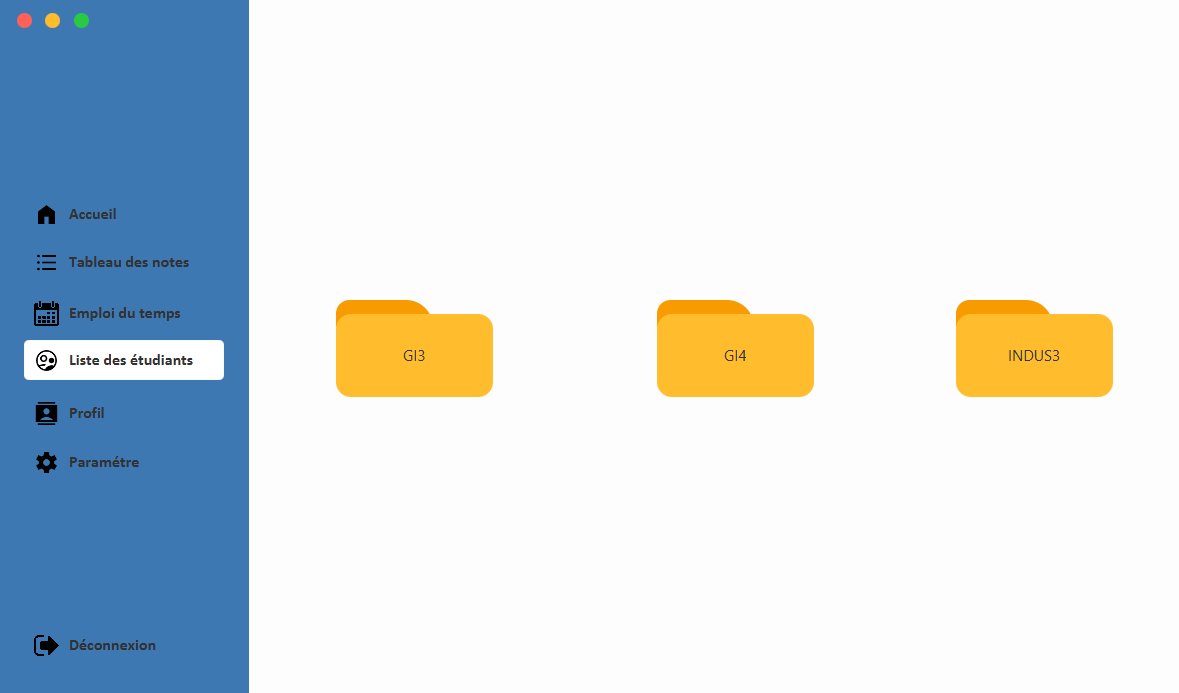 Accueil
Tableau des notes
Emploi du temps
Liste des étudiants
Profil
Paramétre
Déconnexion
GI3
GI4
INDUS3